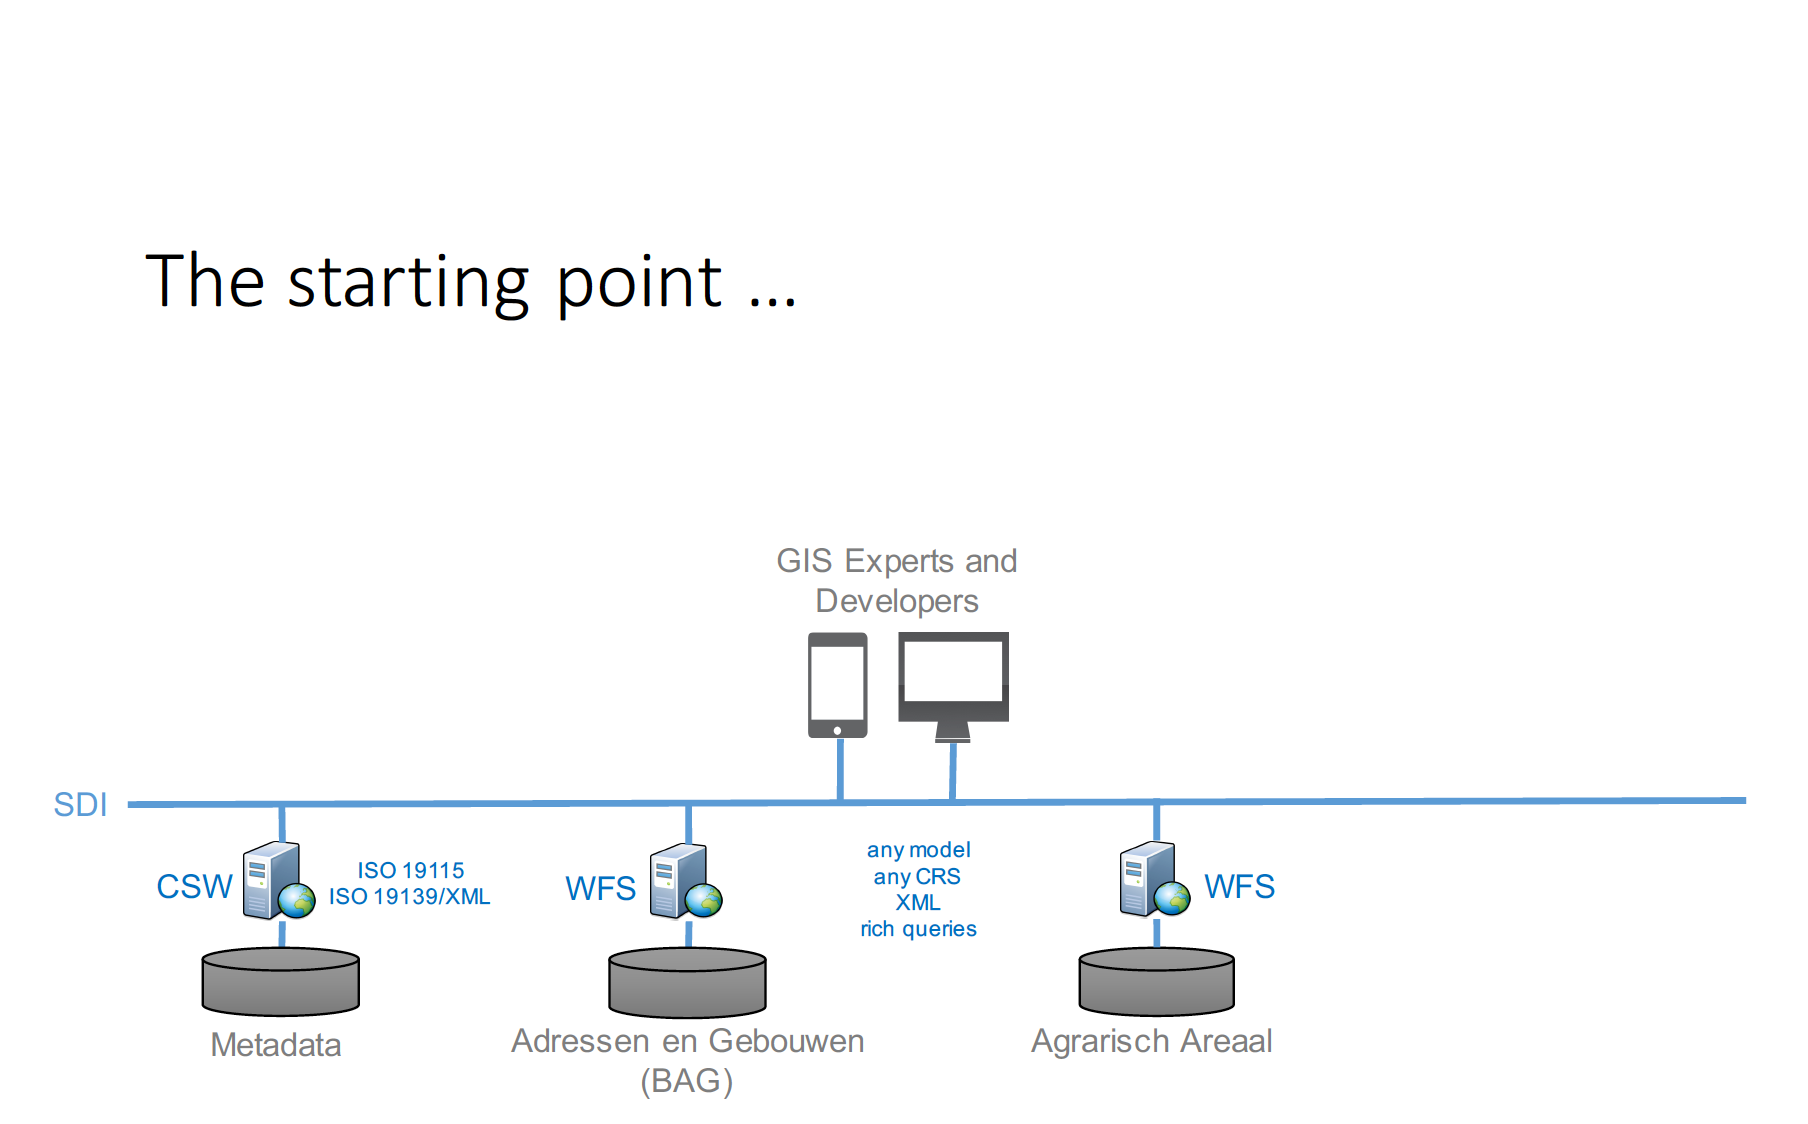 The starting point ...
GIS Experts and
Developers
SDI
CSW
ISO 19115
ISO 19139/XML
WFS
any model
any CRS
XML
rich queries
WFS
Metadata
Adressen en Gebouwen
(BAG)
Agrarisch Areaal